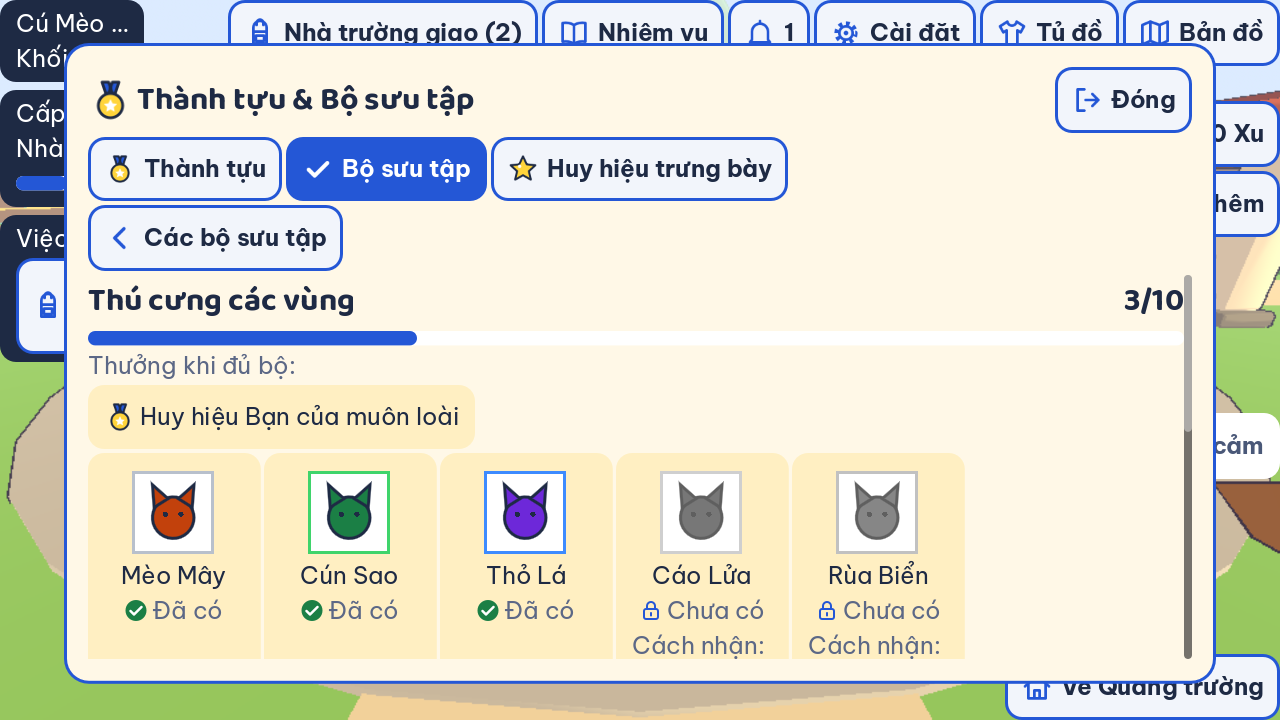 Cú Mèo ...
Khối
Nhà trường giao (2)
Nhiệm vụ
1
Cài đặt
Tủ đồ
Bản đồ
Thành tựu & Bộ sưu tập
Đóng
Cấp
Nhà
0 Xu
Thành tựu
Bộ sưu tập
Huy hiệu trưng bày
hêm
Việc
Các bộ sưu tập
Thú cưng các vùng
3/10
Thưởng khi đủ bộ:
Huy hiệu Bạn của muôn loài
cảm
Mèo Mây
Cún Sao
Thỏ Lá
Cáo Lửa
Rùa Biển
Đã có
Đã có
Đã có
Chưa có
Chưa có
Cách nhận:
Cách nhận:
Về Quảng trường